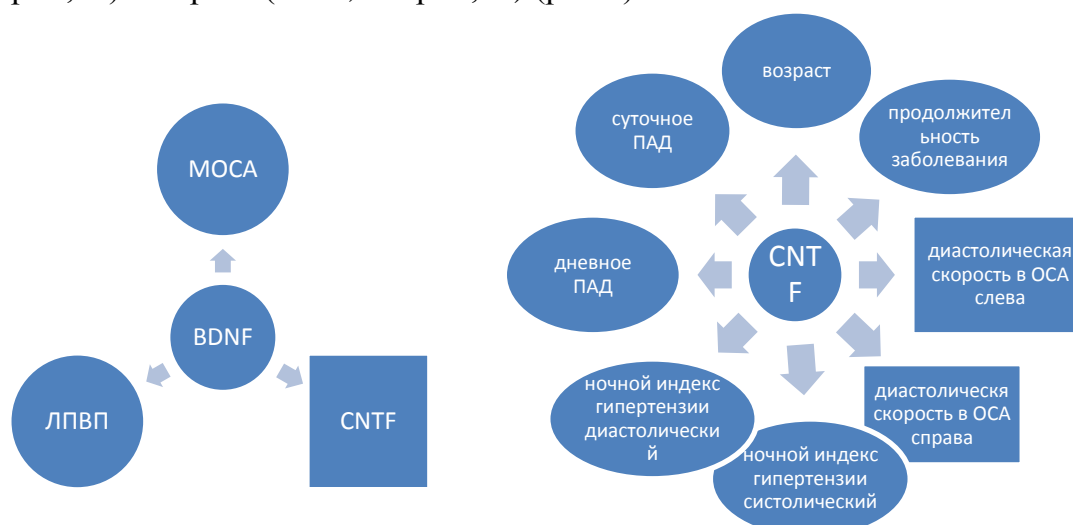 МОСА
BDNF
ЛПВП
CNTF
возраст
суточное
ПАД
продолжител
ьность
заболевания
дневное
ПАД
CNT
F
диастолическая
скорость в ОСА
слева
ночной индекс
гипертензии
диастолически
й
диастолическя
скорость в ОСА
справа
ночной индекс
гипертензии
систолический